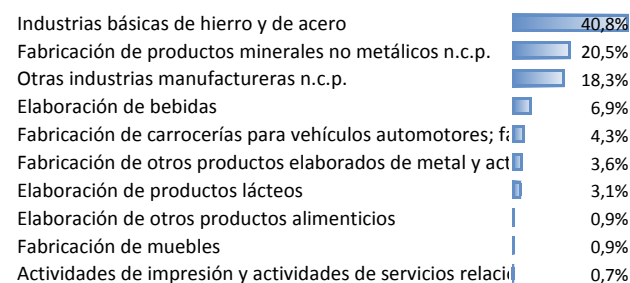 Industrias básicas de hierro y de acero 40,8%
Fabricación de productos minerales no metálicos n.c.p. 20,5%
Otras industrias manufactureras n.c.p. 18,3%
Elaboración de bebidas 6,9%
Fabricación de carrocerías para vehículos automotores; 4,3%
Fabricación de otros productos elaborados de metal y act 3,6%
Elaboración de productos lácteos 3,1%
Elaboración de otros productos alimenticios 0,9%
Fabricación de muebles 0,9%
Actividades de impresión y actividades de servicios relaci 0,7%